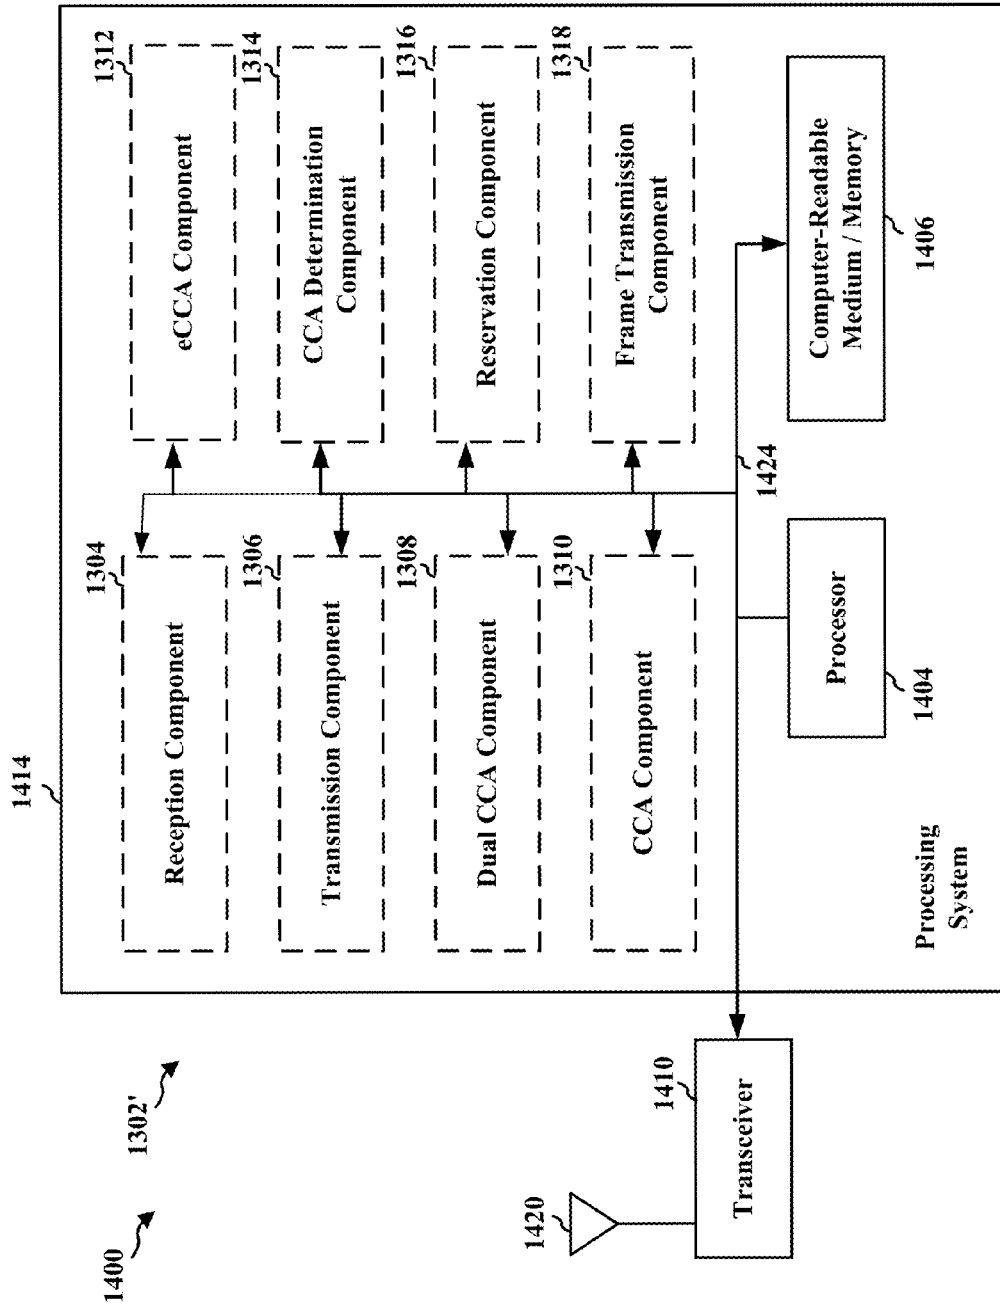 1400
1302'
1414
1304
Reception Component
1312
eCCA Component
1306
Transmission Component
1314
CCA Determination
Component
1308
Dual CCA Component
1316
Reservation Component
1310
CCA Component
1318
Frame Transmission
Component
1420
1410
Transceiver
1424
Processor
1404
Computer-Readable
Medium / Memory
1406
Processing
System